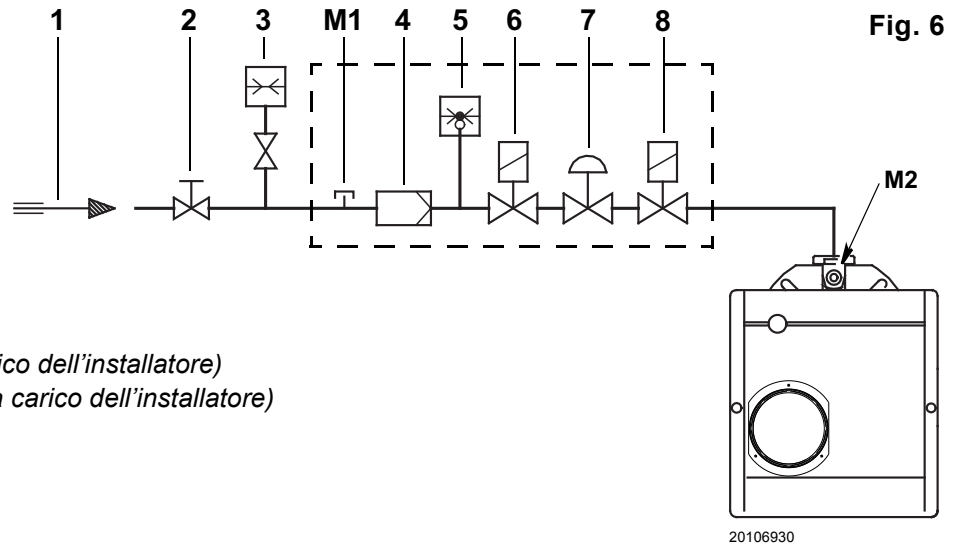 1 2 3 M1 4 5 6 7 8 Fig. 6
M2
ico dell'installatore)
carico dell'installatore)
20106930